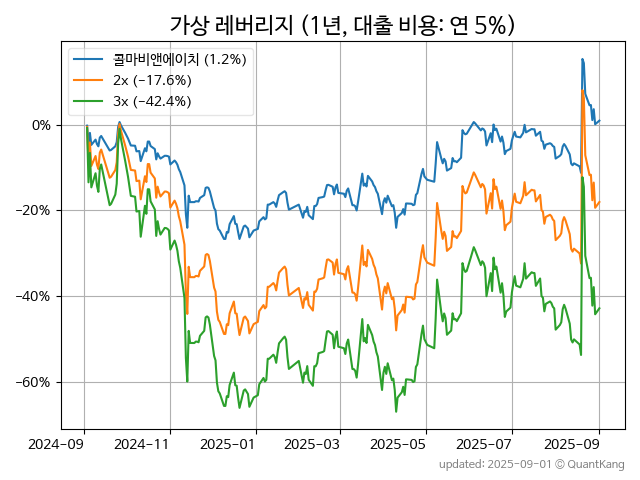 가상 레버리지 (1년, 대출 비용: 연 5%)
콜마비앤에이치 (1.2%)
2x (-17.6%)
3x (-42.4%)
0%
-20%
-40%
-60%
2024-09 2024-11 2025-01 2025-03 2025-05 2025-07 2025-09
updated: 2025-09-01 © QuantKang